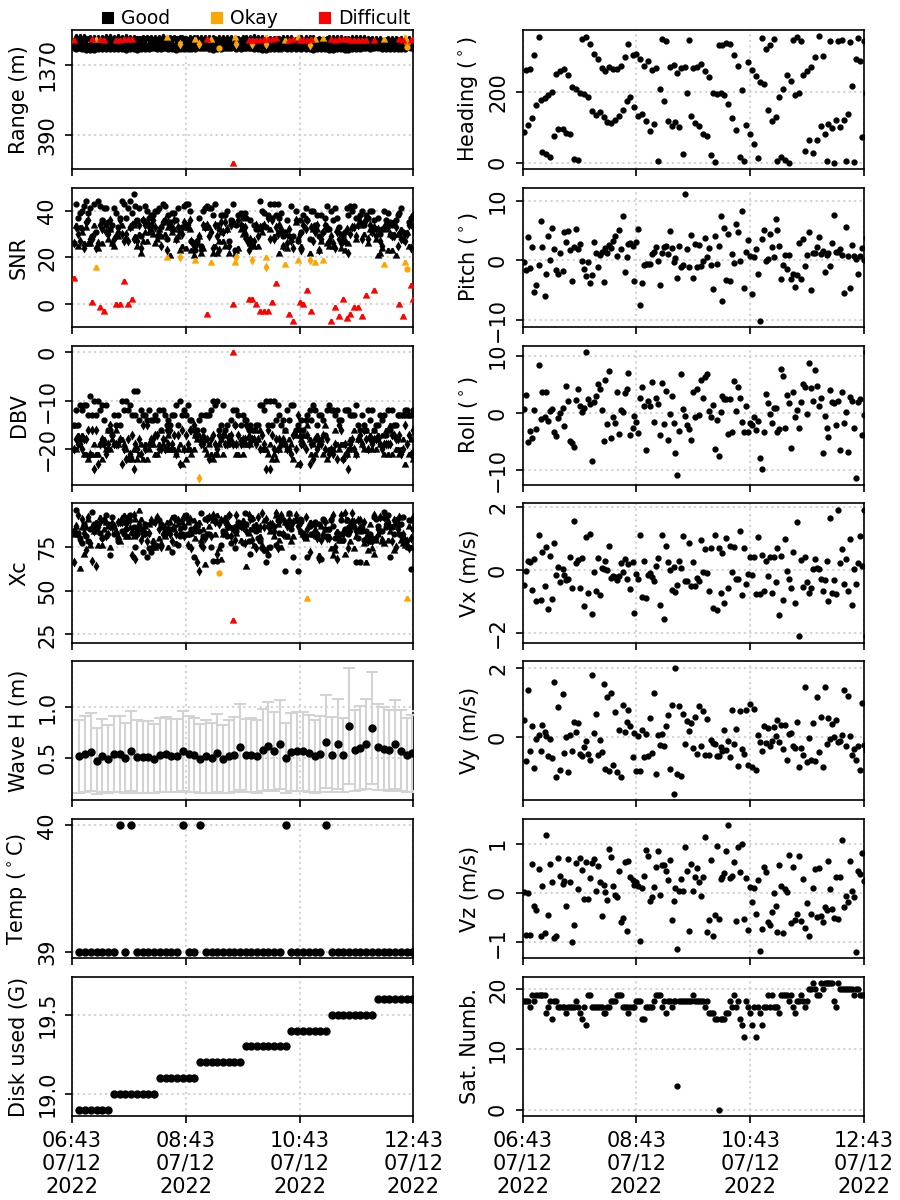 Good Okay Difficult
Range (m)
1370
390
SNR
40
20
0
DBV
0
−10
−20
Xc
75
50
25
Wave H (m)
1.0
0.5
Temp (°C)
40
39
Disk used (G)
19.5
19.0
06:43 08:43 10:43 12:43
07/12 07/12 07/12 07/12
2022 2022 2022 2022
Heading (°)
200
0
Pitch (°)
10
0
−10
Roll (°)
10
0
−10
Vx (m/s)
2
0
−2
Vy (m/s)
2
0
Vz (m/s)
1
0
−1
Sat. Numb.
20
10
0
06:43 08:43 10:43 12:43
07/12 07/12 07/12 07/12
2022 2022 2022 2022